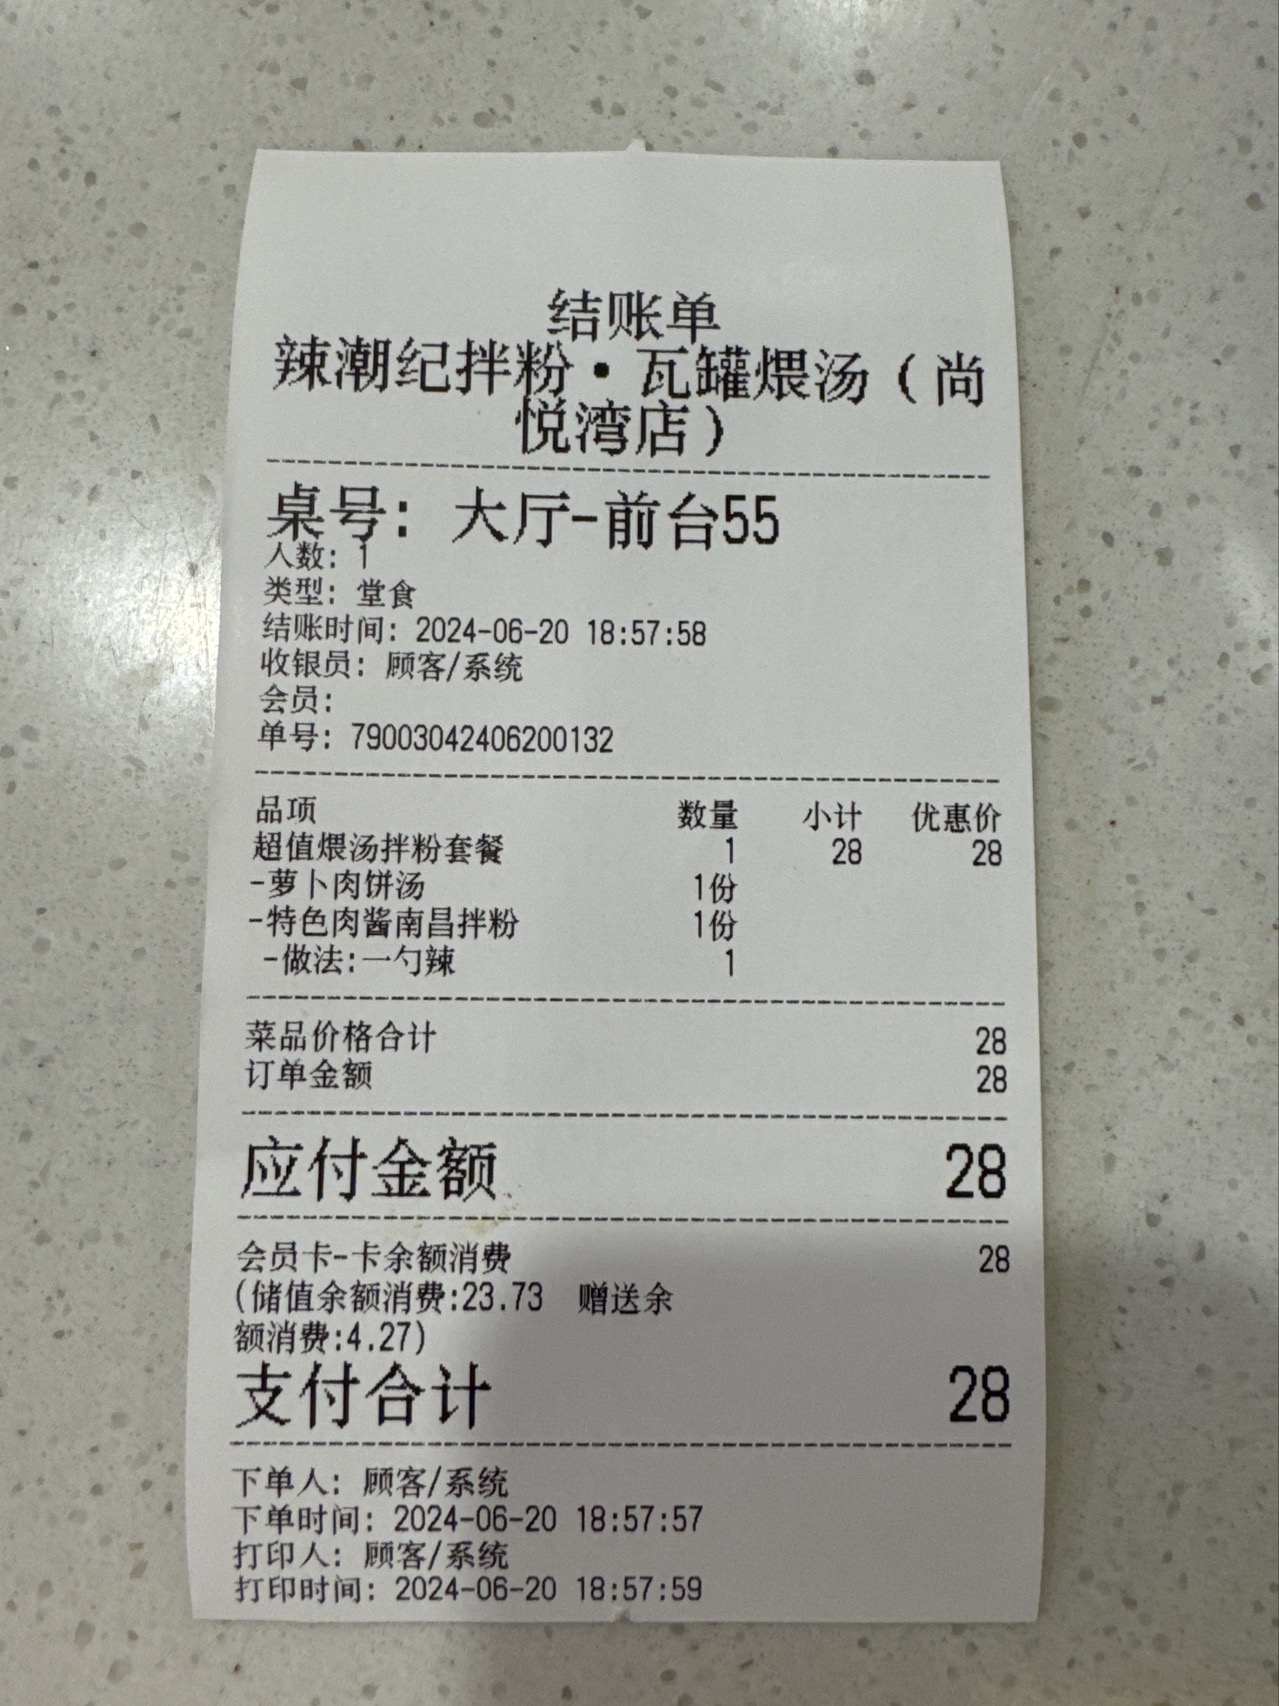 结账单
辣潮纪拌粉·瓦罐煨汤（尚
悦湾店）
桌号: 大厅-前台55
人数: 1
类型: 堂食
结账时间: 2024-06-20 18:57:58
收银员: 顾客/系统
会员:
单号: 79003042406200132
品项 数量 小计 优惠价
超值煨汤拌粉套餐 1 28 28
-萝卜肉饼汤 1份
-特色肉酱南昌拌粉 1份
-做法:一勺辣 1
菜品价格合计 28
订单金额 28
应付金额 28
会员卡-卡余额消费 28
(储值余额消费:23.73 赠送余
额消费:4.27)
支付合计 28
下单人: 顾客/系统
下单时间: 2024-06-20 18:57:57
打印人: 顾客/系统
打印时间: 2024-06-20 18:57:59